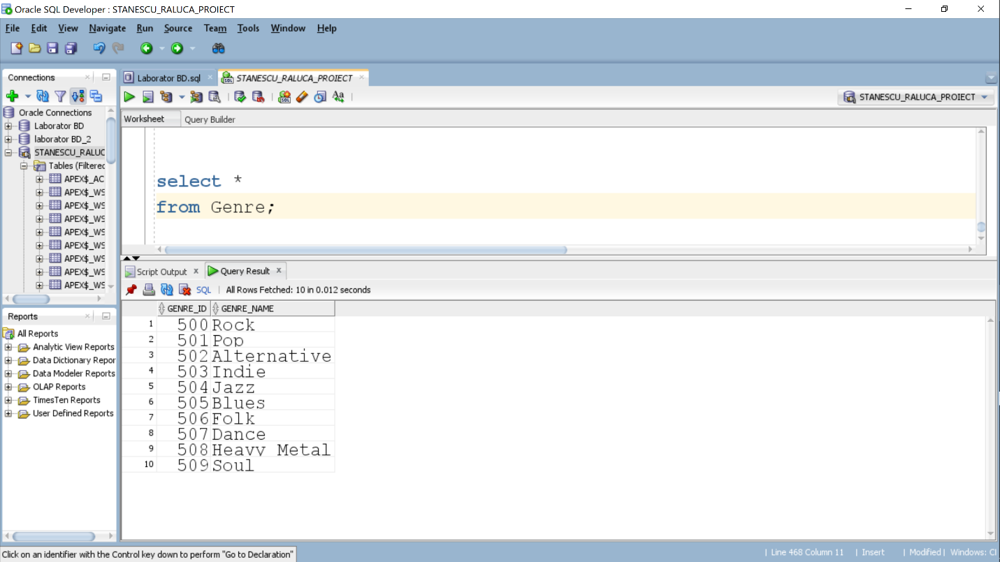 Oracle SQL Developer : STANESCU_RALUCA_PROIECT
File Edit View Navigate Run Source Team Tools Window Help
Connections
Oracle Connections
Laborator BD
laborator BD_2
STANESCU_RALUC
Tables (Filtered
APEX$_AC
APEX$_WS
APEX$_WS
APEX$_WS
APEX$_WS
APEX$_WS
APEX$_WS
APEX$_WS
APEX$_WS
Reports
All Reports
Analytic View Reports
Data Dictionary Repor
Data Modeler Reports
OLAP Reports
TimesTen Reports
User Defined Reports
Laborator BD.sql STANESCU_RALUCA_PROIECT
STANESCU_RALUCA_PROIECT
Worksheet Query Builder
select *
from Genre;
Script Output Query Result
SQL | All Rows Fetched: 10 in 0.012 seconds
GENRE_ID GENRE_NAME
1 500 Rock
2 501 Pop
3 502 Alternative
4 503 Indie
5 504 Jazz
6 505 Blues
7 506 Folk
8 507 Dance
9 508 Heavy Metal
10 509 Soul
Click on an identifier with the Control key down to perform "Go to Declaration"
| Line 468 Column 11 | Insert | Modified | Windows: Cl